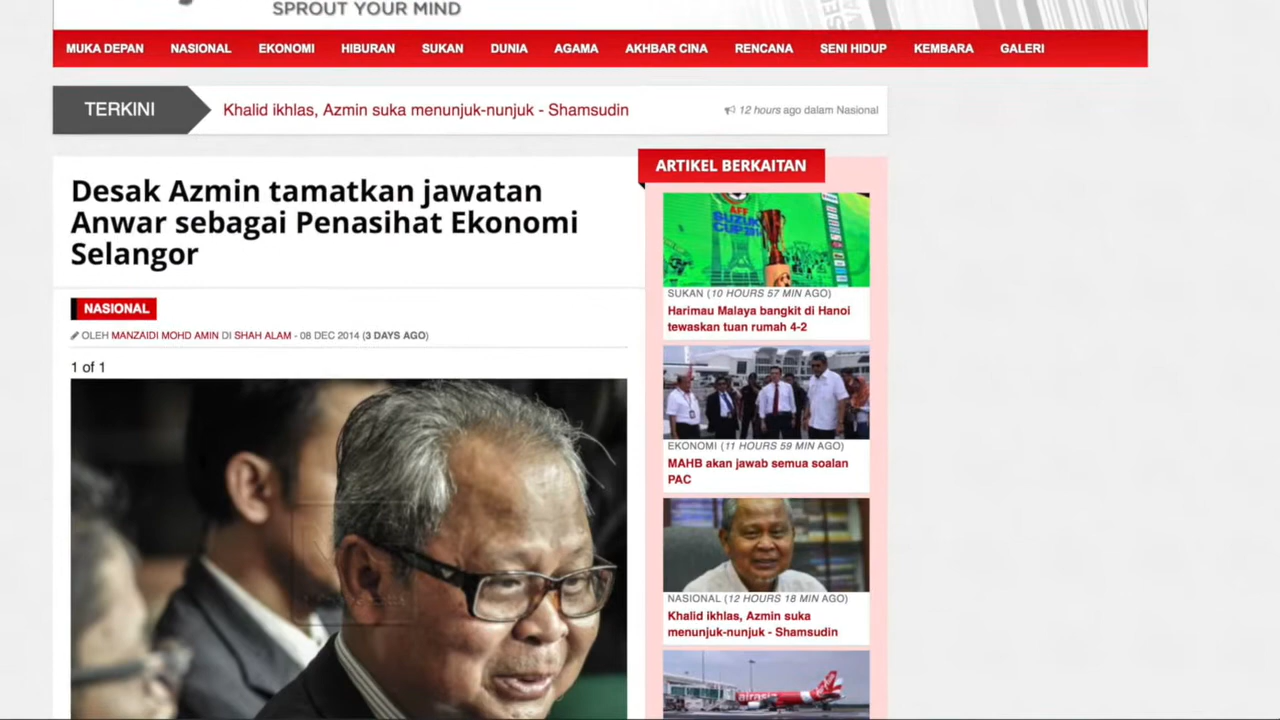 SPROUT YOUR MIND
MUKA DEPAN NASIONAL EKONOMI HIBURAN SUKAN DUNIA AGAMA AKHBAR CINA RENCANA SENI HIDUP KEMBARA GALERI
TERKINI
Khalid ikhlas, Azmin suka menunjuk-nunjuk - Shamsudin
12 hours ago dalam Nasional
Desak Azmin tamatkan jawatan
Anwar sebagai Penasihat Ekonomi
Selangor
NASIONAL
OLEH MANZAIDI MOHD AMIN DI SHAH ALAM - 08 DEC 2014 (3 DAYS AGO)
1 of 1
ARTIKEL BERKAITAN
AFF
SUZUKI
CUP
SUKAN (10 HOURS 57 MIN AGO)
Harimau Malaya bangkit di Hanoi
tewaskan tuan rumah 4-2
EKONOMI (11 HOURS 59 MIN AGO)
MAHB akan jawab semua soalan
PAC
NASIONAL (12 HOURS 18 MIN AGO)
Khalid ikhlas, Azmin suka
menunjuk-nunjuk - Shamsudin
airasia